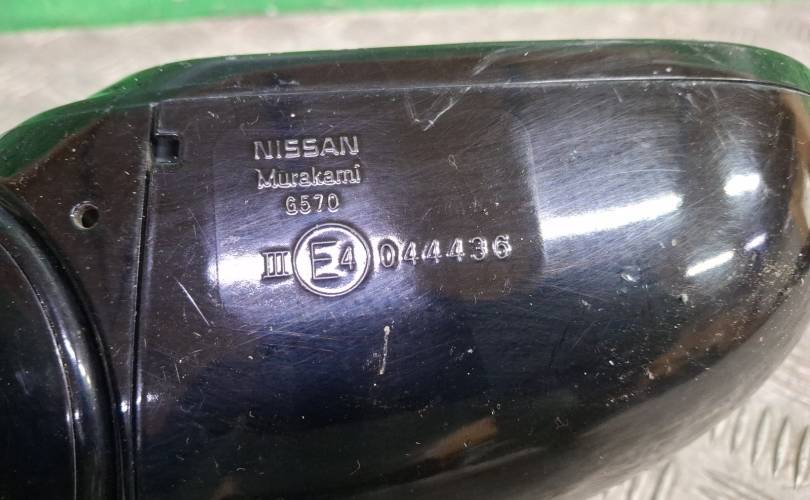 NISSAN
Murakami
6570
III E4 044436